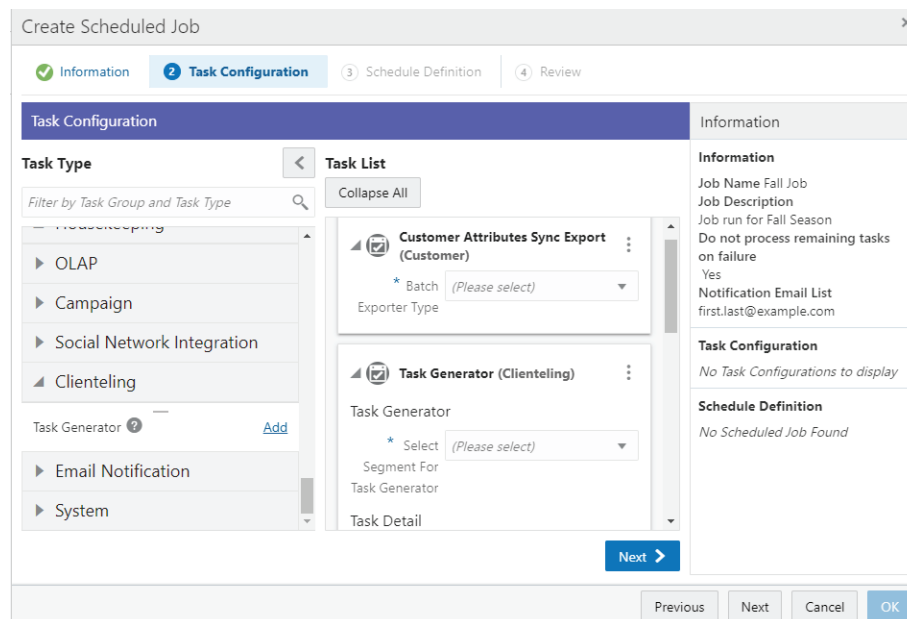 Create Scheduled Job
Information
2 Task Configuration
3 Schedule Definition
4 Review
Task Configuration
Task Type
Filter by Task Group and Task Type
Housekeeping
OLAP
Campaign
Social Network Integration
Clienteling
Task Generator ?
Add
Email Notification
System
Task List
Collapse All
Customer Attributes Sync Export
(Customer)
* Batch
Exporter Type
(Please select)
Task Generator (Clienteling)
Task Generator
* Select
Segment For
Task Generator
(Please select)
Task Detail
Next
Information
Information
Job Name Fall Job
Job Description
Job run for Fall Season
Do not process remaining tasks
on failure
Yes
Notification Email List
first.last@example.com
Task Configuration
No Task Configurations to display
Schedule Definition
No Scheduled Job Found
Previous
Next
Cancel
OK